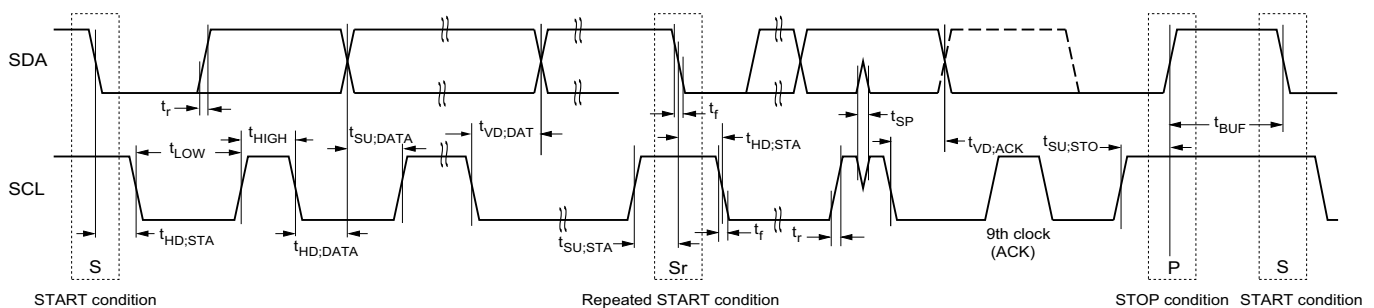 SDA
t_r
t_HIGH
t_LOW
t_SU;DATA
t_VD;DAT
t_f
t_HD;STA
t_SP
t_VD;ACK
t_SU;STO
t_BUF
SCL
t_HD;STA
t_HD;DATA
t_SU;STA
t_f
t_r
9th clock
(ACK)
S
Sr
P
S
START condition
Repeated START condition
STOP condition
START condition